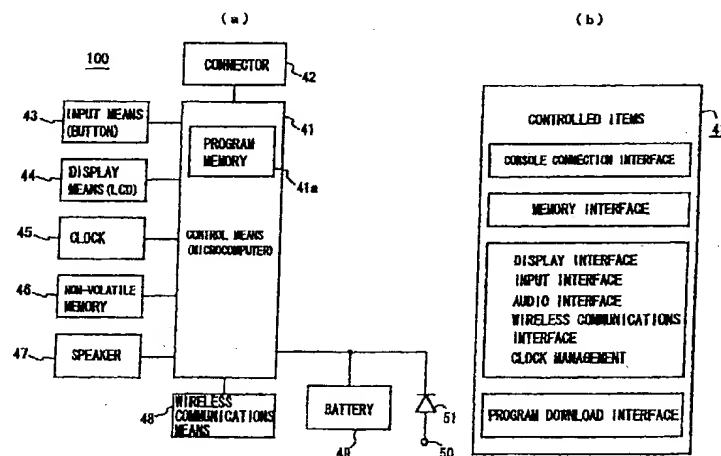 (a)
100
CONNECTOR
42
43
INPUT MEANS
(BUTTON)
41
PROGRAM
MEMORY
41a
44
DISPLAY
MEANS(LCD)
45
CLOCK
CONTROL MEANS
(MICROCOMPUTER)
46
NON-VOLATILE
MEMORY
47
SPEAKER
48
WIRELESS
COMMUNICATIONS
MEANS
BATTERY
49
51
50
(b)
CONTROLLED ITEMS
CONSOLE CONNECTION INTERFACE
MEMORY INTERFACE
DISPLAY INTERFACE
INPUT INTERFACE
AUDIO INTERFACE
WIRELESS COMMUNICATIONS
INTERFACE
CLOCK MANAGEMENT
PROGRAM DOWNLOAD INTERFACE